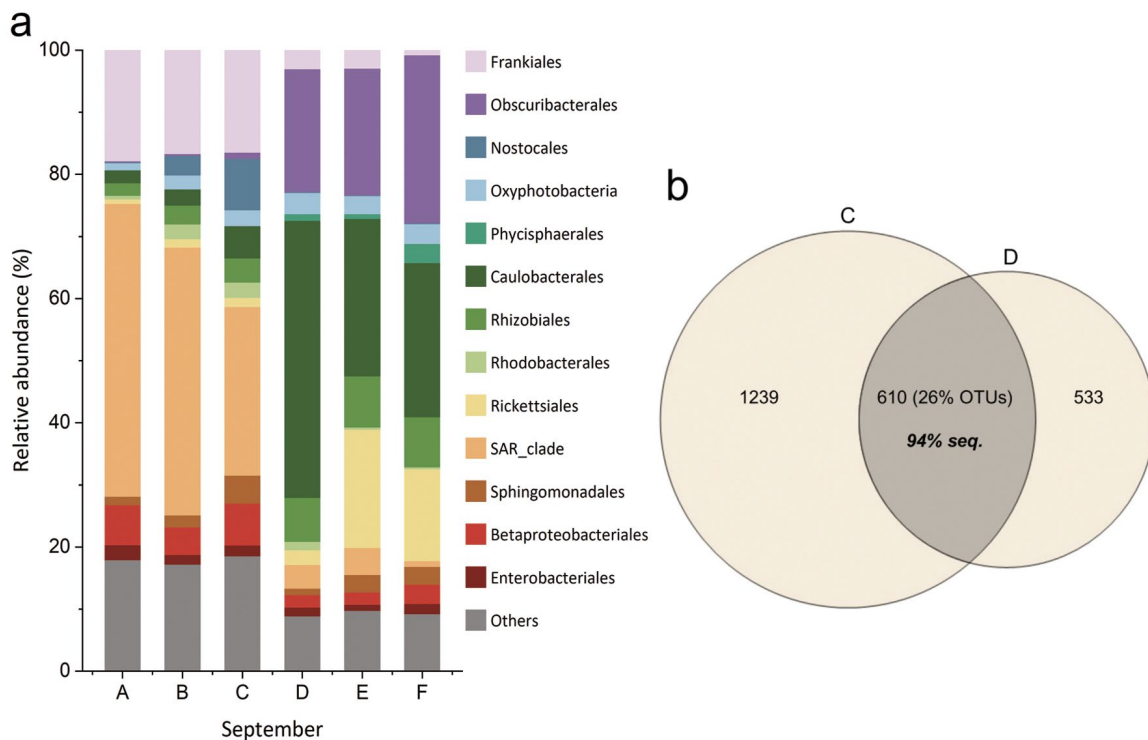 a
Relative abundance (%)
100
80
60
40
20
0
A B C D E F
September
Frankiales
Obscuribacterales
Nostocales
Oxyphotobacteria
Phycisphaerales
Caulobacterales
Rhizobiales
Rhodobacterales
Rickettsiales
SAR_clade
Sphingomonadales
Betaproteobacteriales
Enterobacteriales
Others
b
C
D
1239
610 (26% OTUs)
94% seq.
533